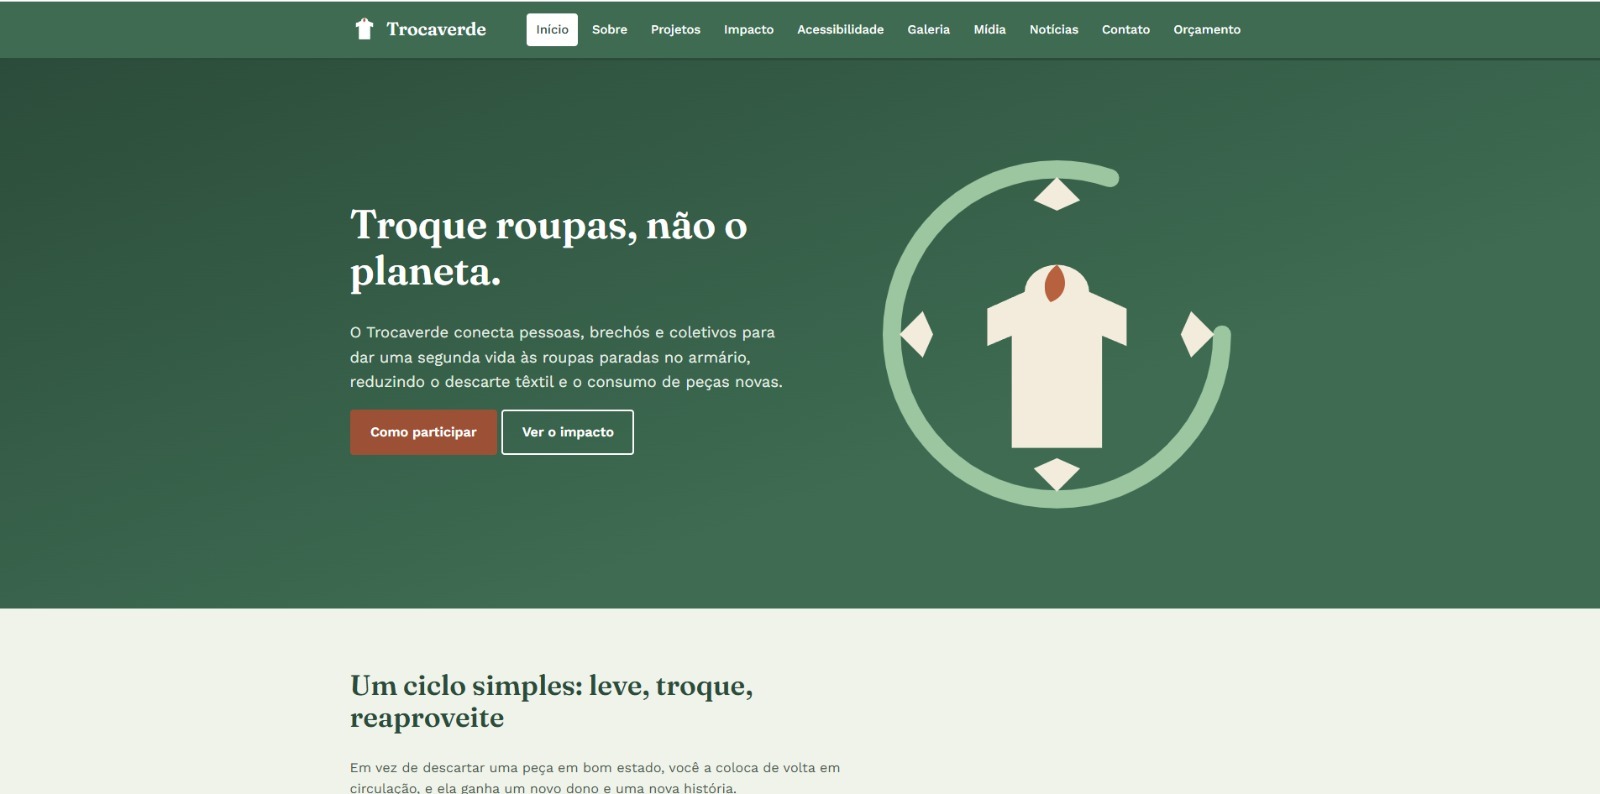 Trocaverde
Início
Sobre
Projetos
Impacto
Acessibilidade
Galeria
Mídia
Notícias
Contato
Orçamento
Troque roupas, não o
planeta.
O Trocaverde conecta pessoas, brechós e coletivos para
dar uma segunda vida às roupas paradas no armário,
reduzindo o descarte têxtil e o consumo de peças novas.
Como participar
Ver o impacto
Um ciclo simples: leve, troque,
reaproveite
Em vez de descartar uma peça em bom estado, você a coloca de volta em
circulação, e ela ganha um novo dono e uma nova história.